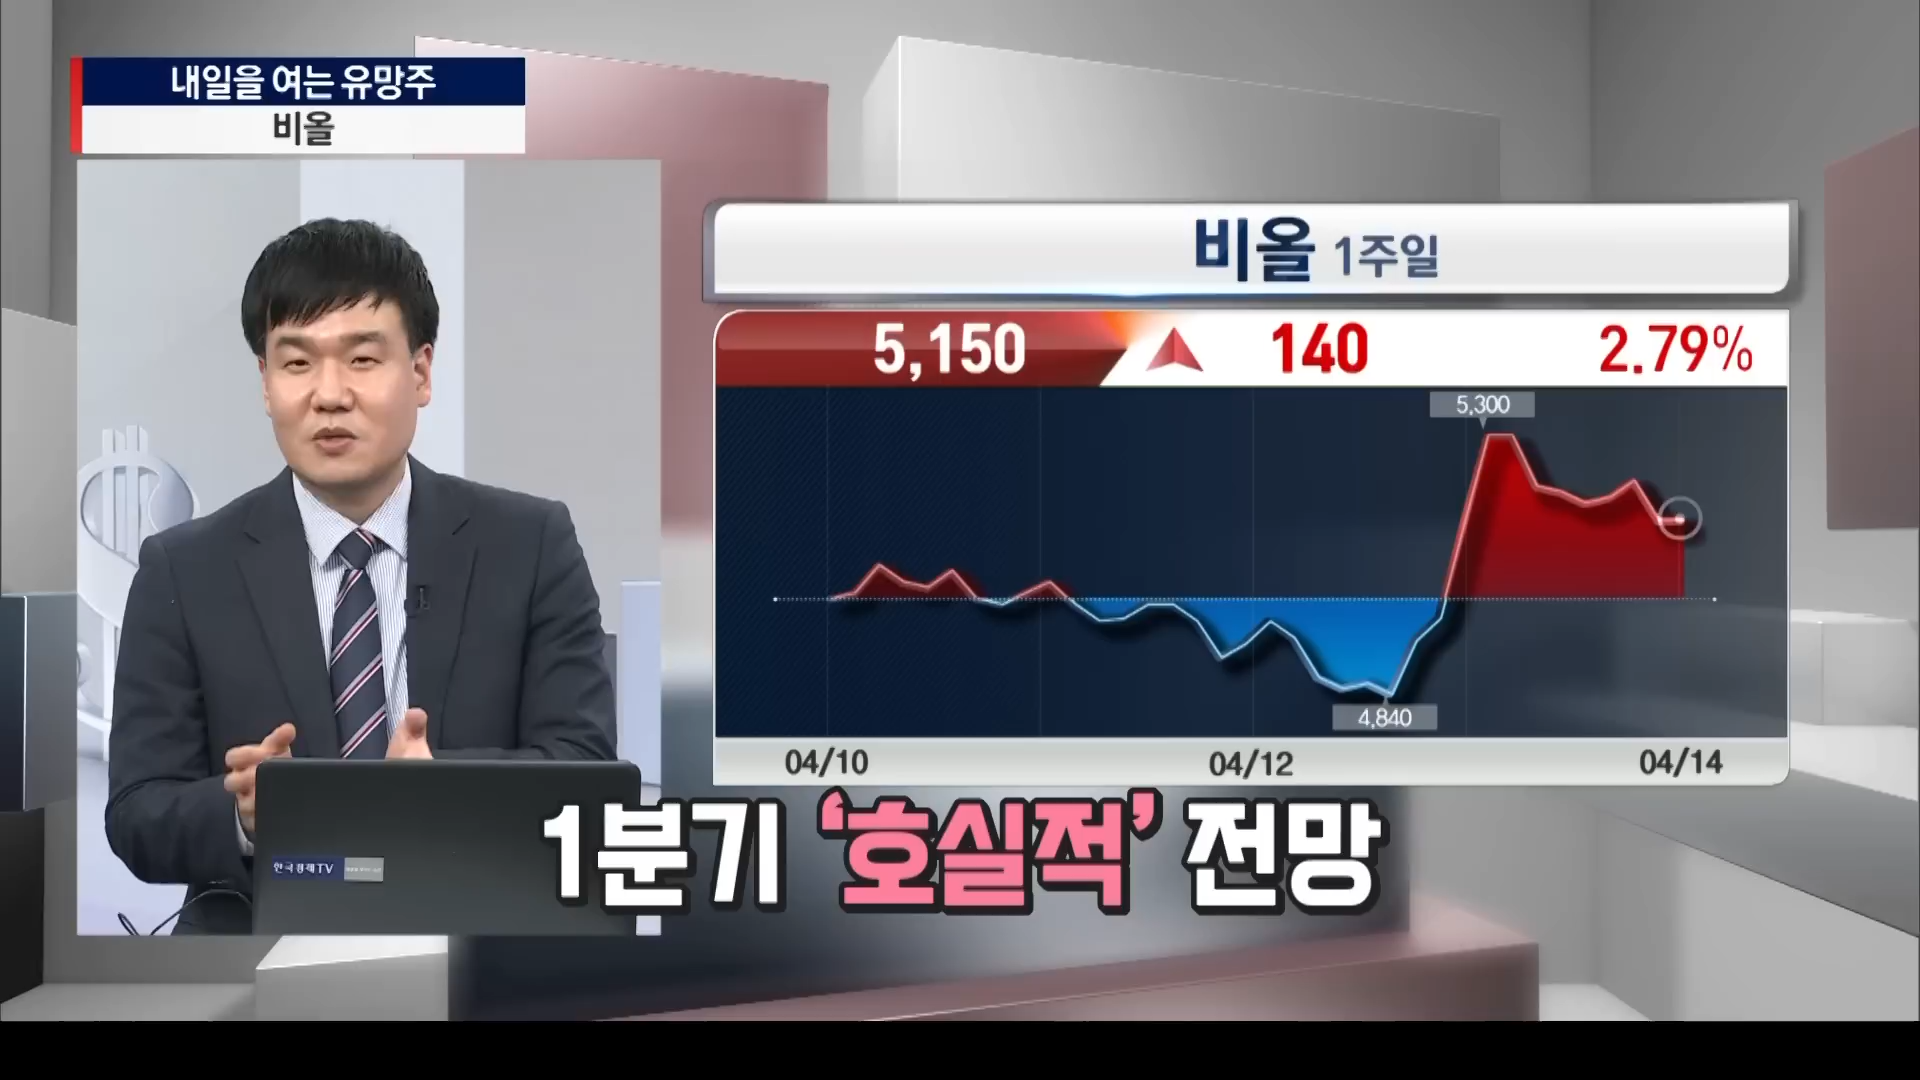 내일을 여는 유망주
비올
비올 1주일
5,150 140 2.79%
5,300
4,840
04/10 04/12 04/14
한국경제TV
1분기 '호실적' 전망